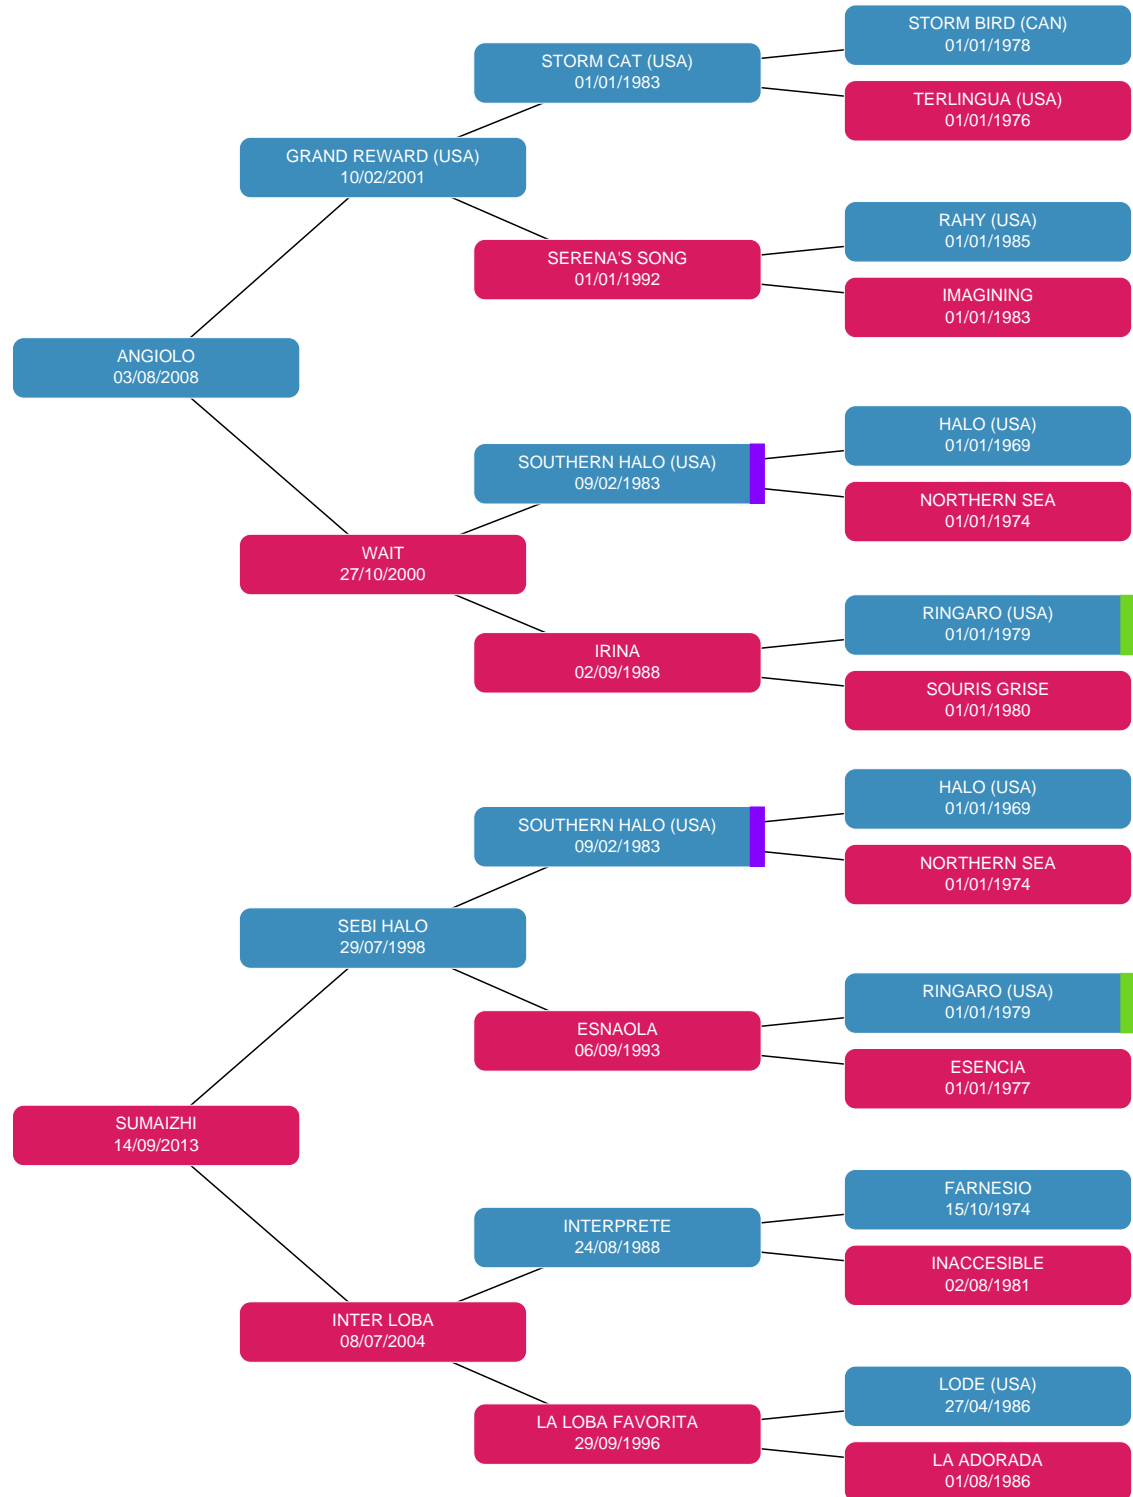 STORM BIRD (CAN)
01/01/1978
STORM CAT (USA)
01/01/1983
TERLINGUA (USA)
01/01/1976
GRAND REWARD (USA)
10/02/2001
RAHY (USA)
01/01/1985
SERENA'S SONG
01/01/1992
IMAGINING
01/01/1983
ANGIOLO
03/08/2008
HALO (USA)
01/01/1969
SOUTHERN HALO (USA)
09/02/1983
NORTHERN SEA
01/01/1974
WAIT
27/10/2000
RINGARO (USA)
01/01/1979
IRINA
02/09/1988
SOURIS GRISE
01/01/1980
HALO (USA)
01/01/1969
SOUTHERN HALO (USA)
09/02/1983
NORTHERN SEA
01/01/1974
SEBI HALO
29/07/1998
RINGARO (USA)
01/01/1979
ESNAOLA
06/09/1993
ESENCIA
01/01/1977
SUMAIZHI
14/09/2013
FARNESIO
15/10/1974
INTERPRETE
24/08/1988
INACCESIBLE
02/08/1981
INTER LOBA
08/07/2004
LODE (USA)
27/04/1986
LA LOBA FAVORITA
29/09/1996
LA ADORADA
01/08/1986